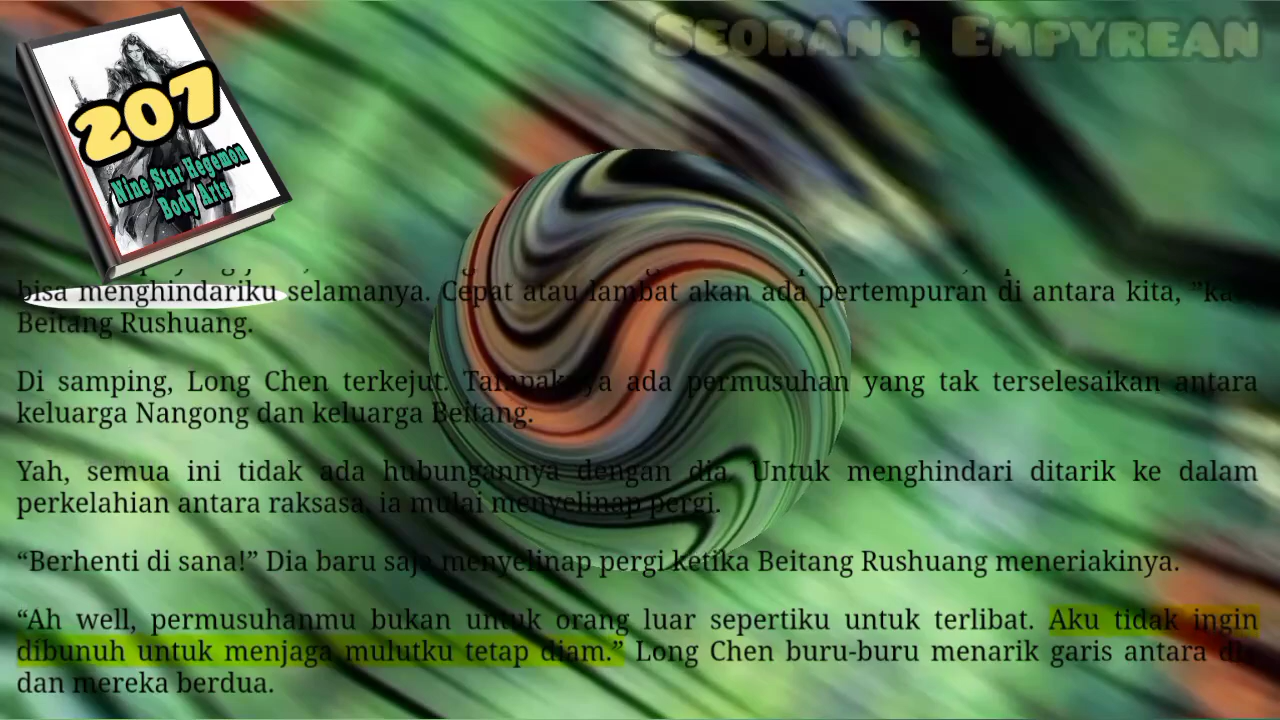 SEORANG EMPYREAN
207
Nine Star Hegemon
Body Arts
bisa menghindariku selamanya. Cepat atau lambat akan ada pertempuran di antara kita, ”
Beitang Rushuang.
Di samping, Long Chen terkejut. Tampaknya ada permusuhan yang tak terselesaikan antara
keluarga Nangong dan keluarga Beitang.
Yah, semua ini tidak ada hubungannya dengan dia. Untuk menghindari ditarik ke dalam
perkelahian antara raksasa, ia mulai menyelinap pergi.
“Berhenti di sana!” Dia baru saja menyelinap pergi ketika Beitang Rushuang meneriakinya.
“Ah well, permusuhanmu bukan untuk orang luar sepertiku untuk terlibat. Aku tidak ingin
dibunuh untuk menjaga mulutku tetap diam.” Long Chen buru-buru menarik garis antara
dan mereka berdua.